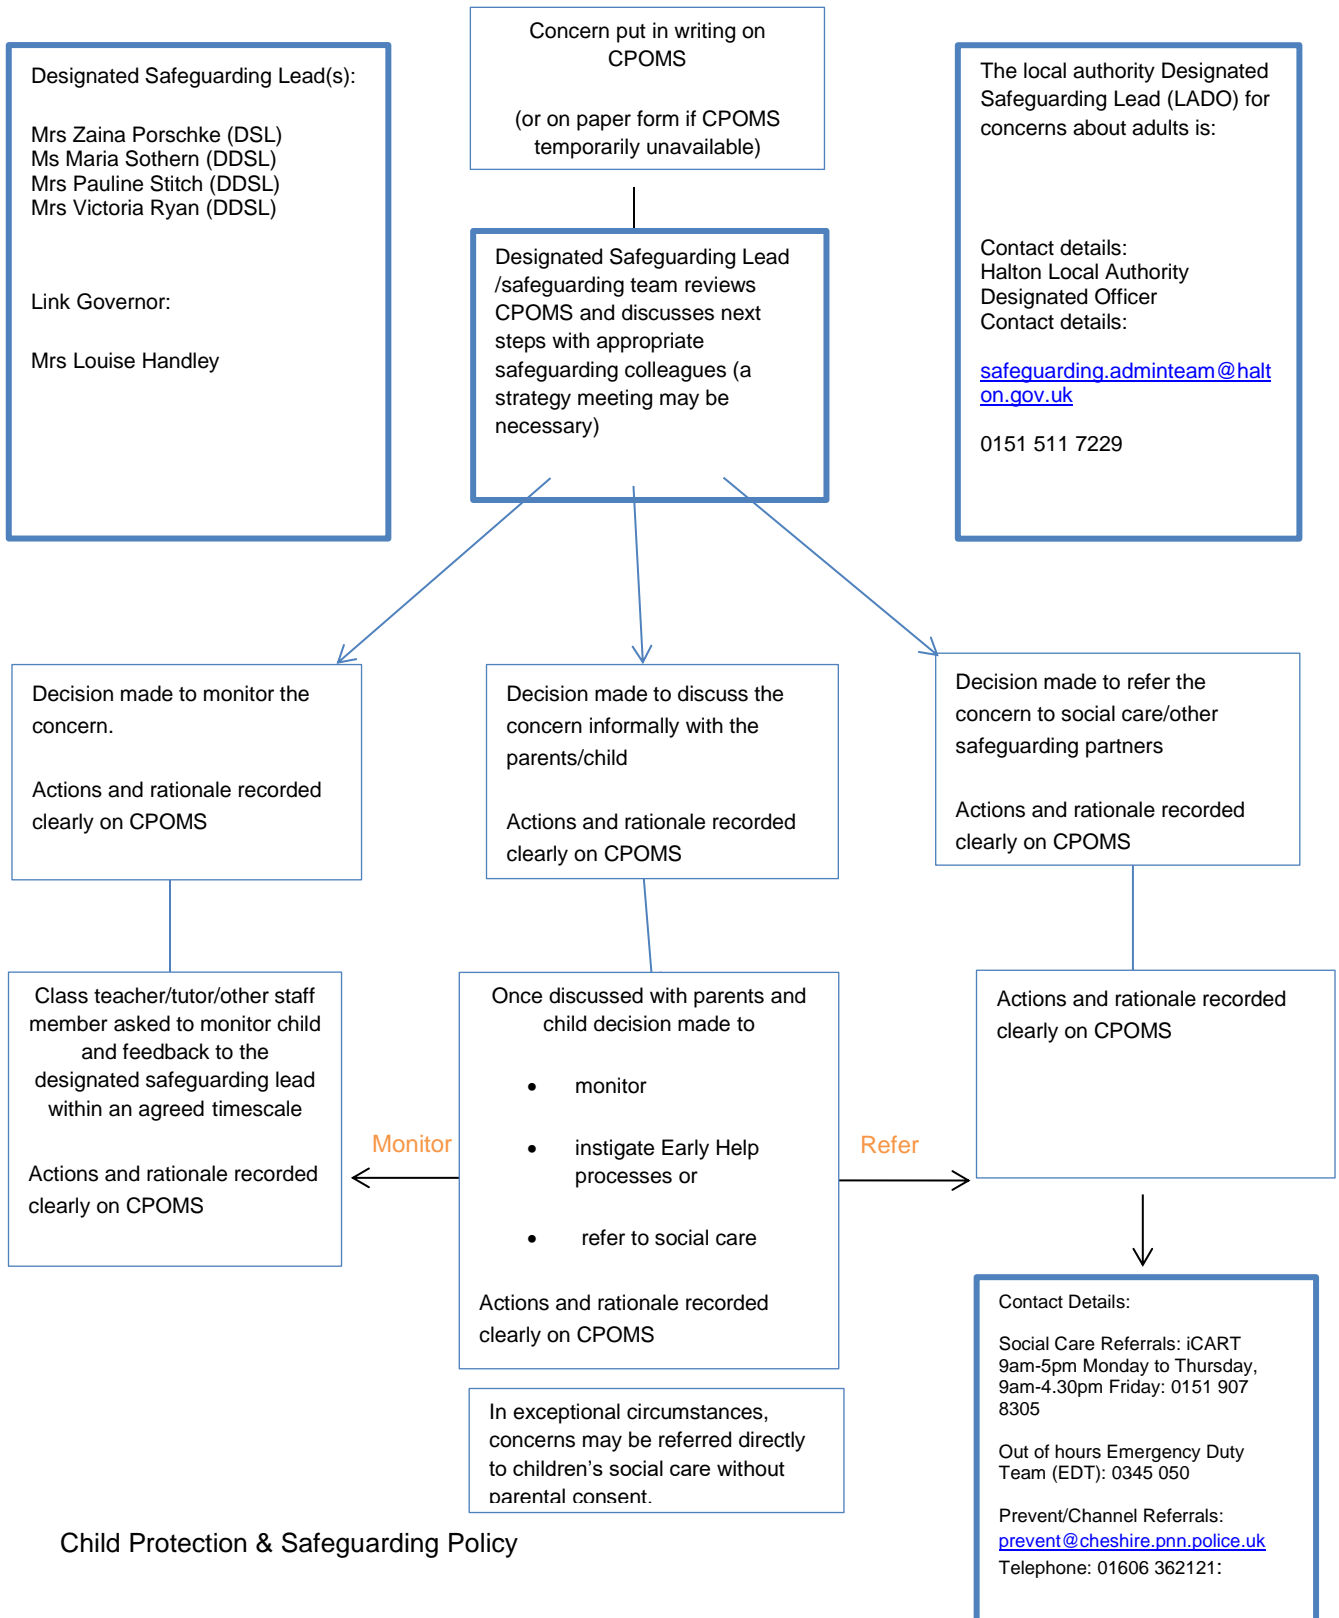 Concern put in writing on
CPOMS
(or on paper form if CPOMS
temporarily unavailable)
Designated Safeguarding Lead(s):
Mrs Zaina Porschke (DSL)
Ms Maria Sothern (DDSL)
Mrs Pauline Stitch (DDSL)
Mrs Victoria Ryan (DDSL)
Link Governor:
Mrs Louise Handley
The local authority Designated
Safeguarding Lead (LADO) for
concerns about adults is:
Contact details:
Halton Local Authority
Designated Officer
Contact details:
safeguarding.adminteam@halt
on.gov.uk
0151 511 7229
Designated Safeguarding Lead
/safeguarding team reviews
CPOMS and discusses next
steps with appropriate
safeguarding colleagues (a
strategy meeting may be
necessary)
Decision made to monitor the
concern.
Actions and rationale recorded
clearly on CPOMS
Decision made to discuss the
concern informally with the
parents/child
Actions and rationale recorded
clearly on CPOMS
Decision made to refer the
concern to social care/other
safeguarding partners
Actions and rationale recorded
clearly on CPOMS
Class teacher/tutor/other staff
member asked to monitor child
and feedback to the
designated safeguarding lead
within an agreed timescale
Actions and rationale recorded
clearly on CPOMS
Monitor
Once discussed with parents and
child decision made to
• monitor
• instigate Early Help
processes or
• refer to social care
Actions and rationale recorded
clearly on CPOMS
Refer
Actions and rationale recorded
clearly on CPOMS
In exceptional circumstances,
concerns may be referred directly
to children’s social care without
parental consent.
Contact Details:
Social Care Referrals: iCART
9am-5pm Monday to Thursday,
9am-4.30pm Friday: 0151 907
8305
Out of hours Emergency Duty
Team (EDT): 0345 050
Prevent/Channel Referrals:
prevent@cheshire.pnn.police.uk
Telephone: 01606 362121:
Child Protection & Safeguarding Policy